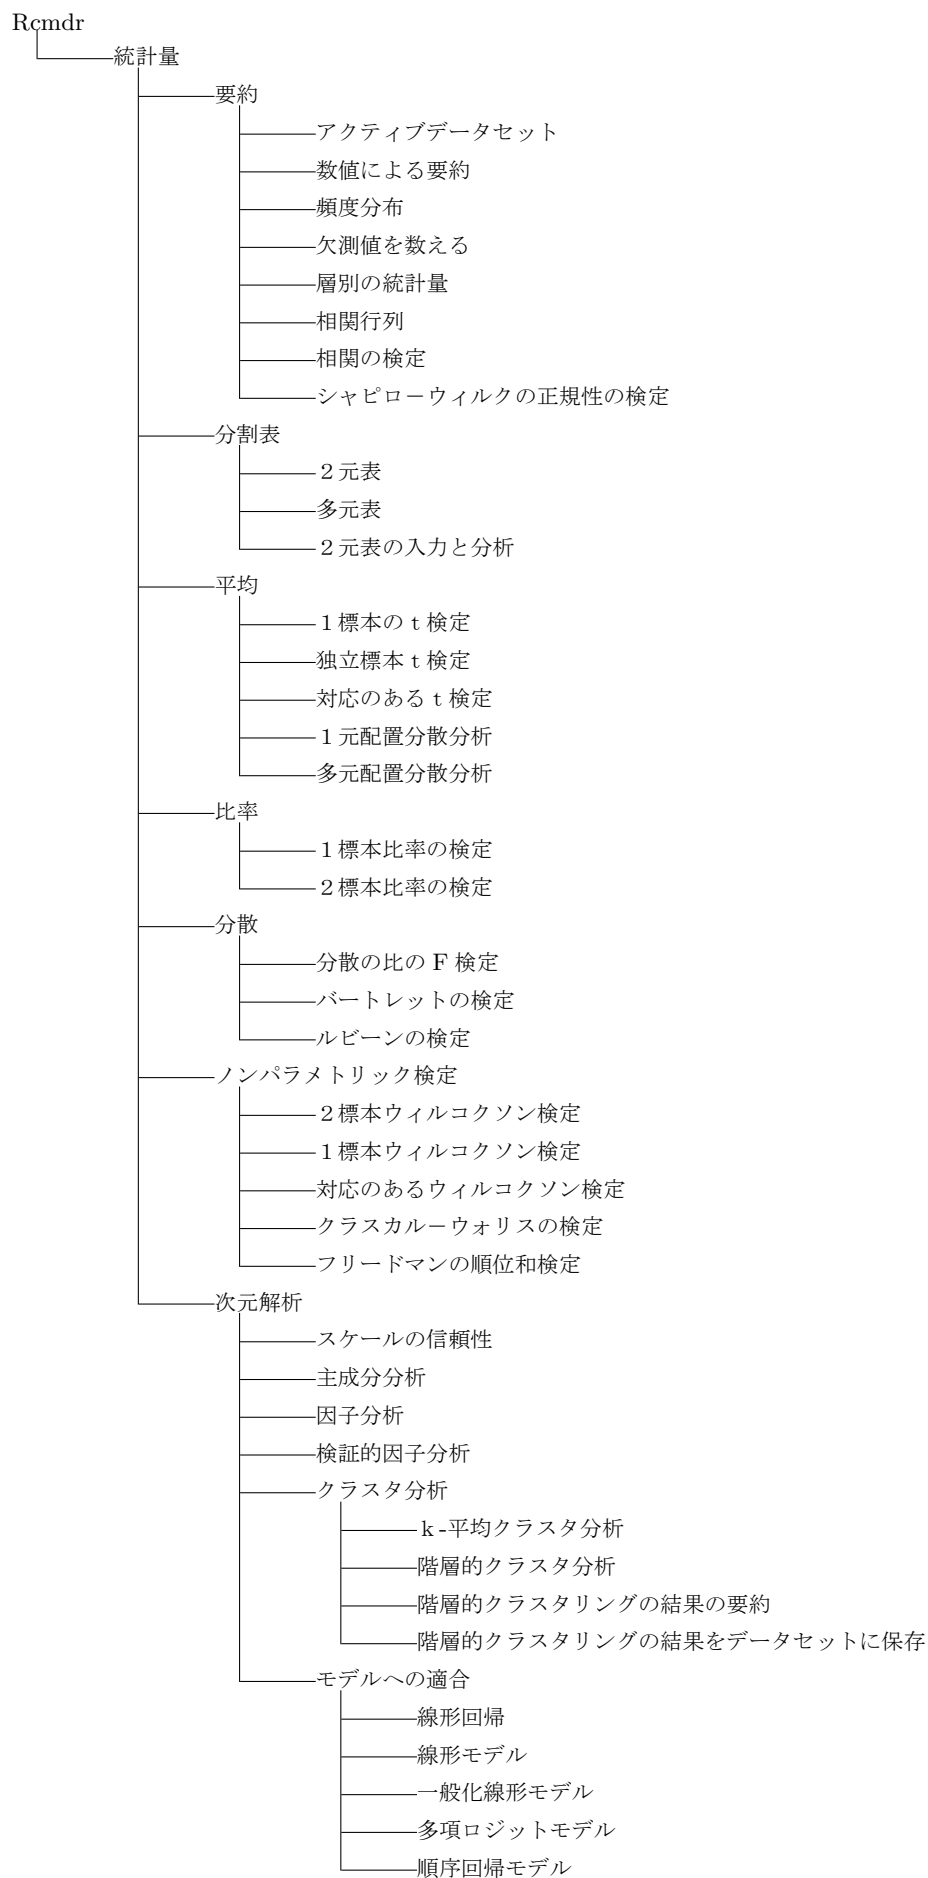 Rcmdr
統計量
要約
アクティブデータセット
数値による要約
頻度分布
欠測値を数える
層別の統計量
相関行列
相関の検定
シャピロ－ウィルクの正規性の検定
分割表
２元表
多元表
２元表の入力と分析
平均
１標本の t 検定
独立標本 t 検定
対応のある t 検定
１元配置分散分析
多元配置分散分析
比率
１標本比率の検定
２標本比率の検定
分散
分散の比の F 検定
バートレットの検定
ルビーンの検定
ノンパラメトリック検定
２標本ウィルコクソン検定
１標本ウィルコクソン検定
対応のあるウィルコクソン検定
クラスカル－ウォリスの検定
フリードマンの順位和検定
次元解析
スケールの信頼性
主成分分析
因子分析
検証的因子分析
クラスタ分析
ｋ-平均クラスタ分析
階層的クラスタ分析
階層的クラスタリングの結果の要約
階層的クラスタリングの結果をデータセットに保存
モデルへの適合
線形回帰
線形モデル
一般化線形モデル
多項ロジットモデル
順序回帰モデル